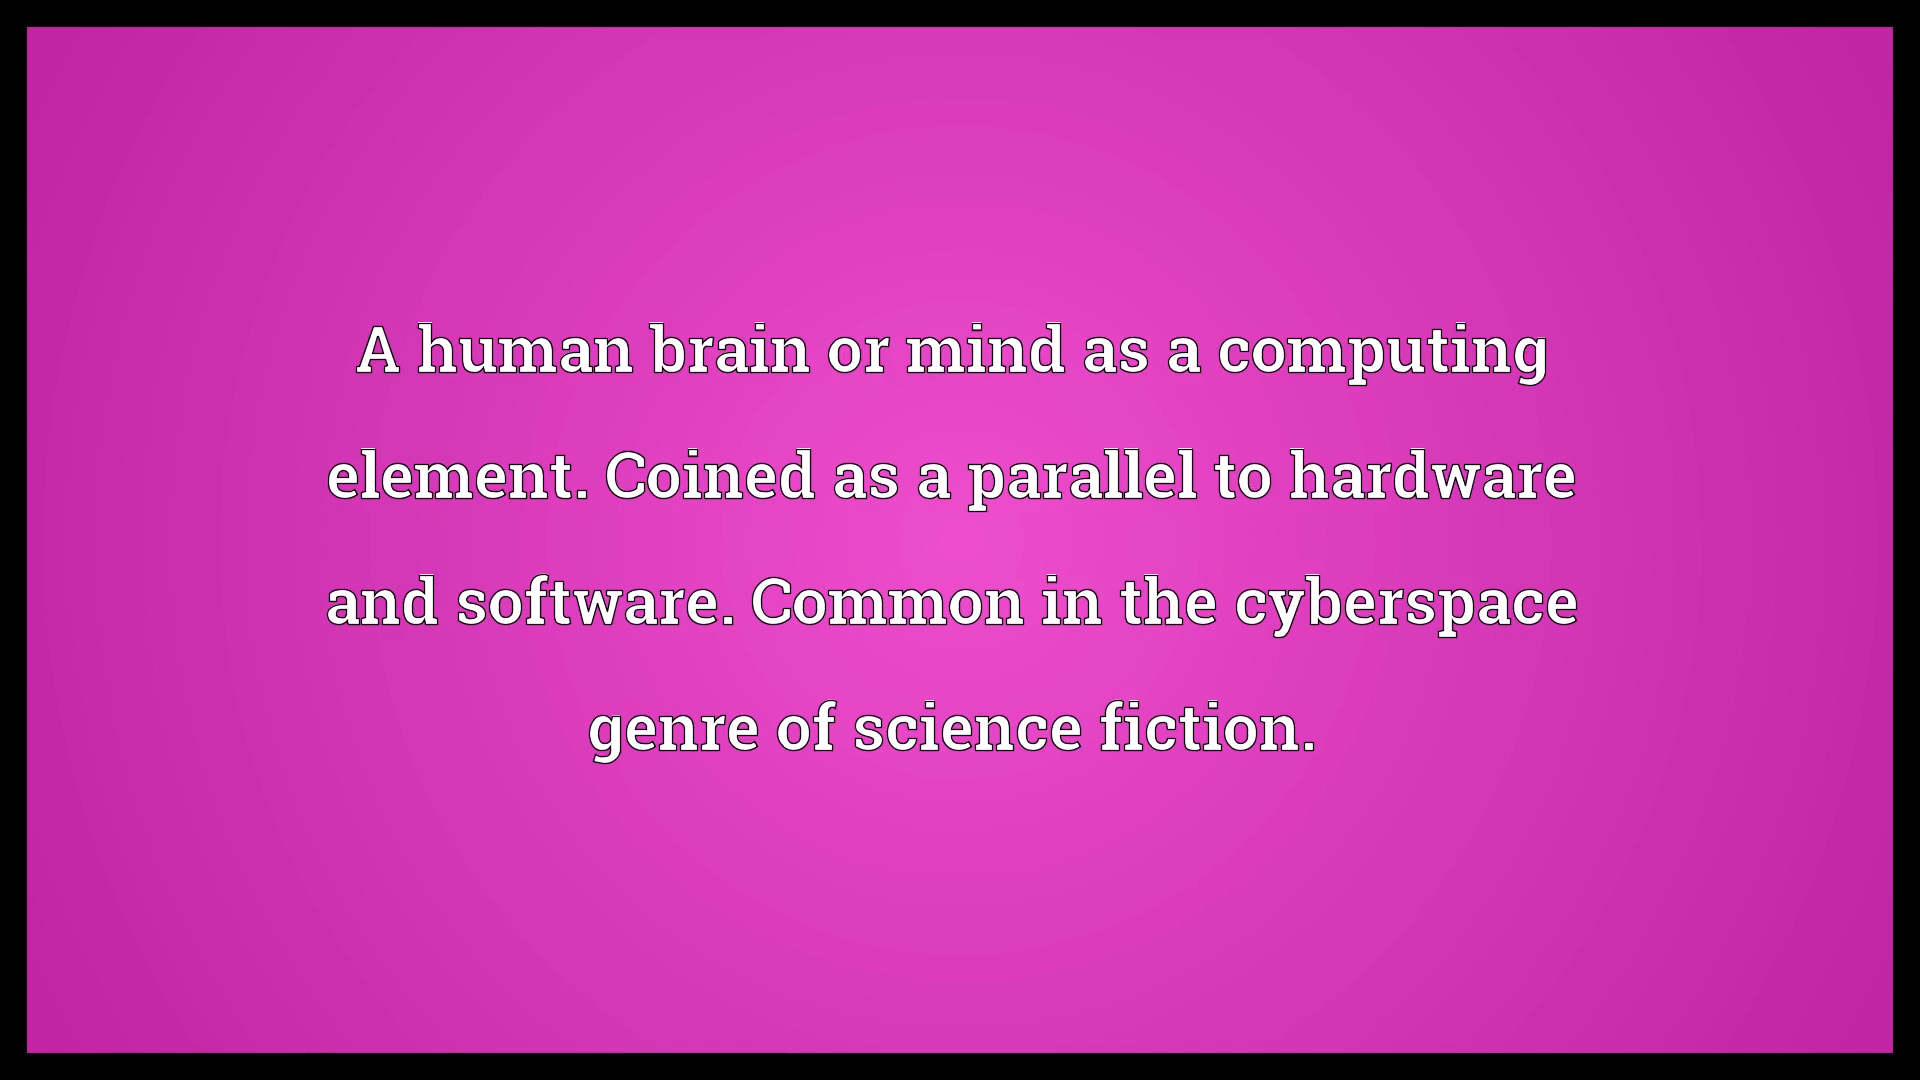 A human brain or mind as a computing
element. Coined as a parallel to hardware
and software. Common in the cyberspace
genre of science fiction.